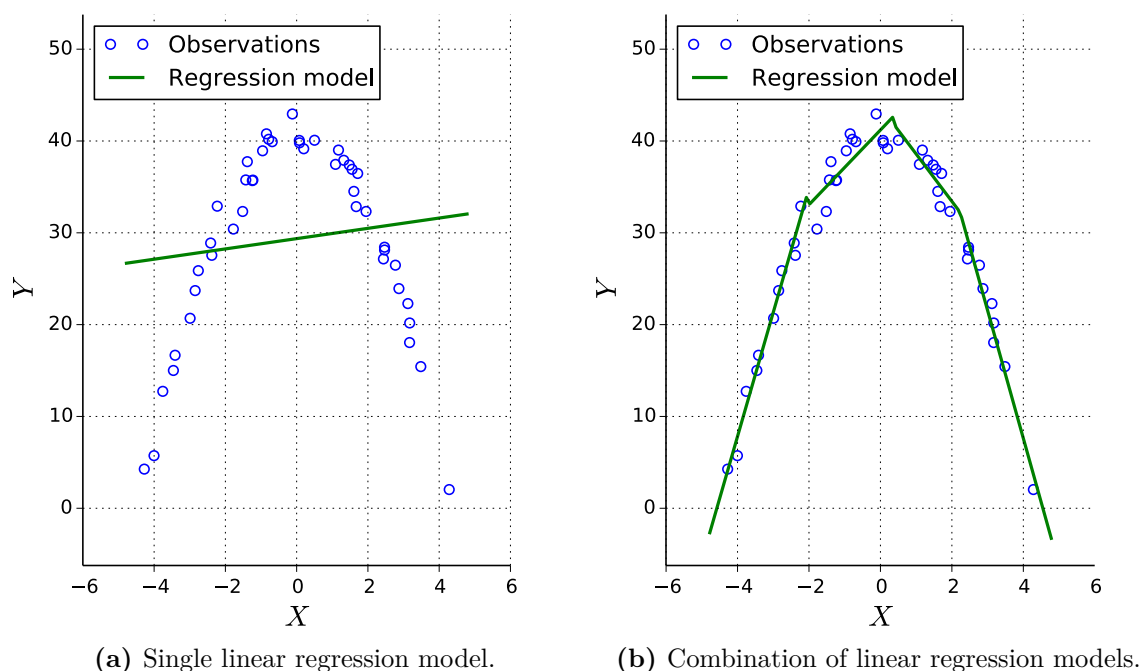 50
40
30
20
10
0
Y
Observations
Regression model
−6 −4 −2 0 2 4 6
X
(a) Single linear regression model.
50
40
30
20
10
0
Y
Observations
Regression model
−6 −4 −2 0 2 4 6
X
(b) Combination of linear regression models.